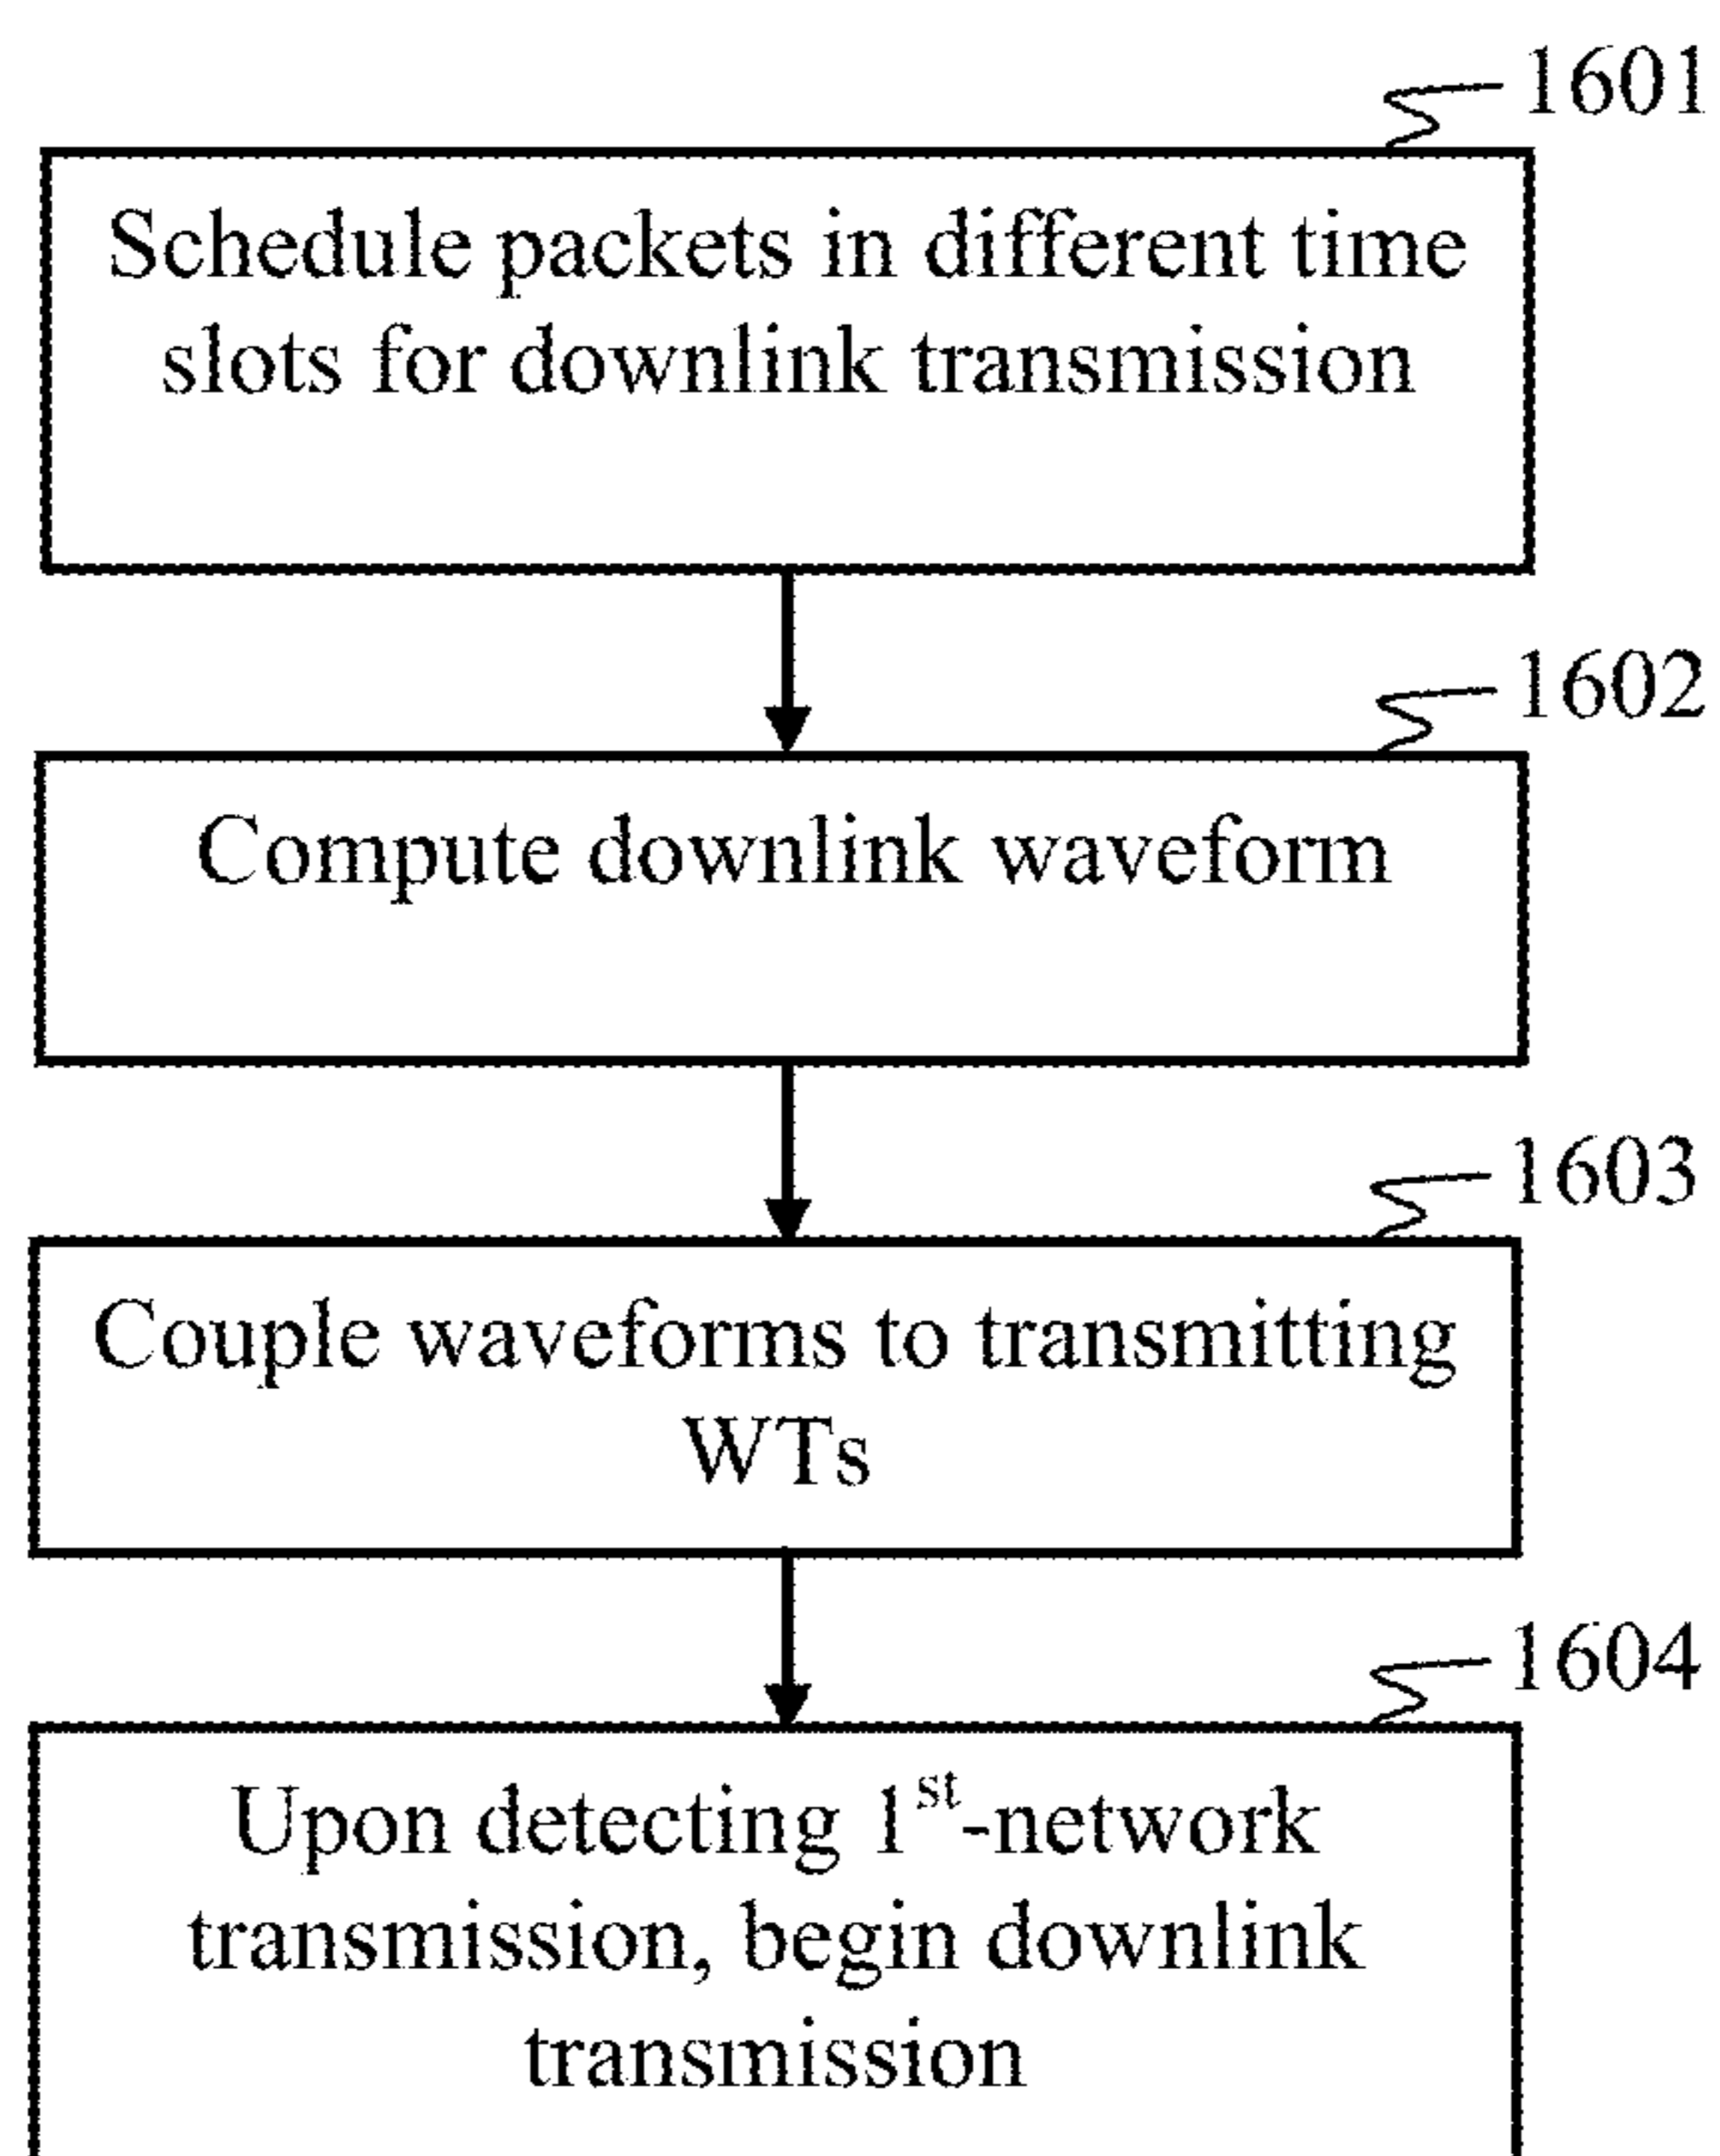 1601
Schedule packets in different time
slots for downlink transmission
1602
Compute downlink waveform
1603
Couple waveforms to transmitting
WTs
1604
Upon detecting 1st-network
transmission, begin downlink
transmission